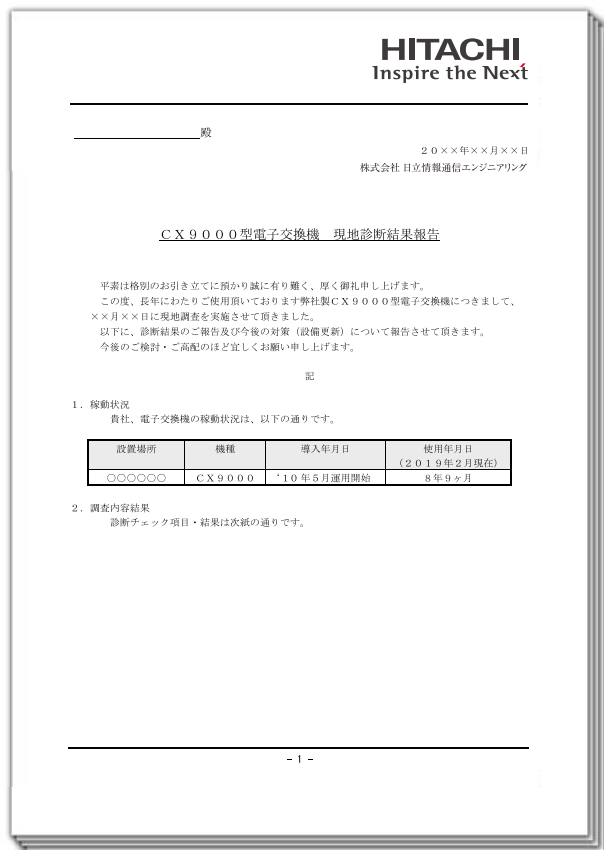 HITACHI
Inspire the Next
殿
２０××年××月××日
株式会社 日立情報通信エンジニアリング
ＣＸ９０００型電子交換機　現地診断結果報告
平素は格別のお引き立てに預かり誠に有り難く、厚く御礼申し上げます。
この度、長年にわたりご使用頂いております弊社製ＣＸ９０００型電子交換機につきまして、
××月××日に現地調査を実施させて頂きました。
以下に、診断結果のご報告及び今後の対策（設備更新）について報告させて頂きます。
今後のご検討・ご高配のほど宜しくお願い申し上げます。
記
１．稼動状況
貴社、電子交換機の稼動状況は、以下の通りです。
設置場所　機種　導入年月日　使用年月日
（２０１９年２月現在）
○○○○○○　ＣＸ９０００　‘１０年５月運用開始　８年９ヶ月
２．調査内容結果
診断チェック項目・結果は次紙の通りです。
－ 1 －